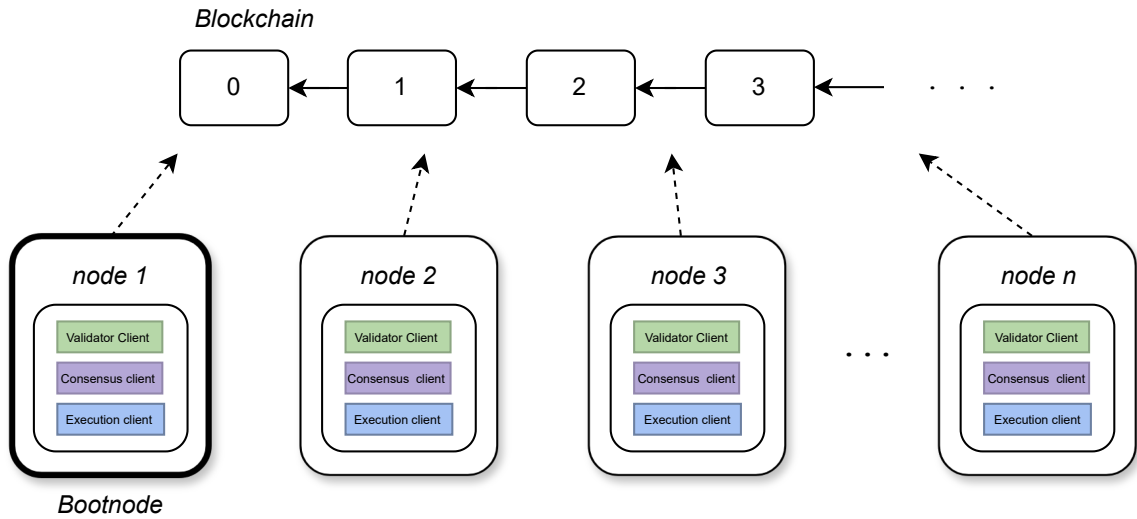 Blockchain
0 1 2 3 . . .
node 1 node 2 node 3 node n
Validator Client Validator Client Validator Client Validator Client
. . .
Consensus client Consensus client Consensus client Consensus client
Execution client Execution client Execution client Execution client
Bootnode